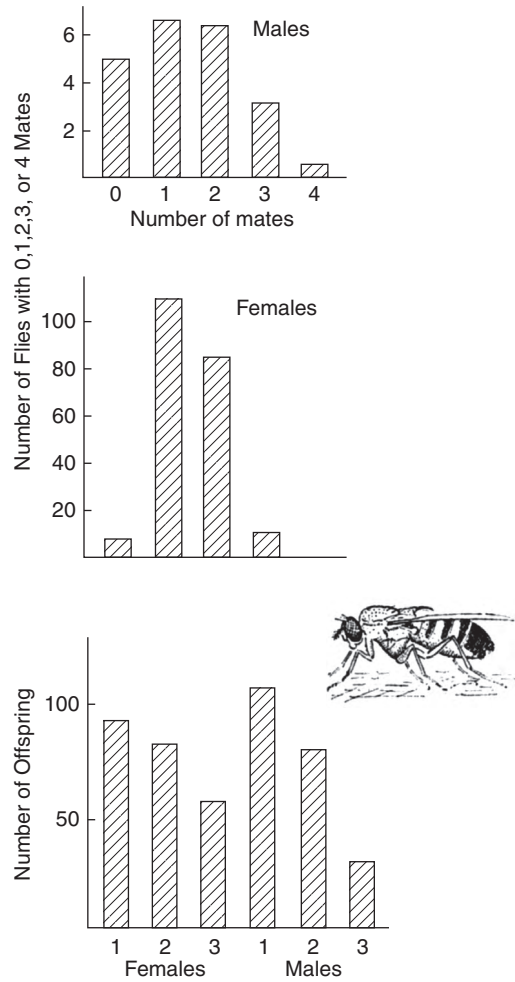 Number of Flies with 0,1,2,3, or 4 Mates
Males
6
4
2
0 1 2 3 4
Number of mates
Females
100
80
60
40
20
Number of Offspring
100
50
1 2 3 1 2 3
Females Males